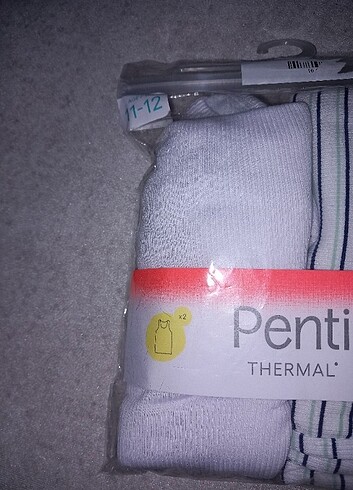 11-12
x2
Penti
THERMAL